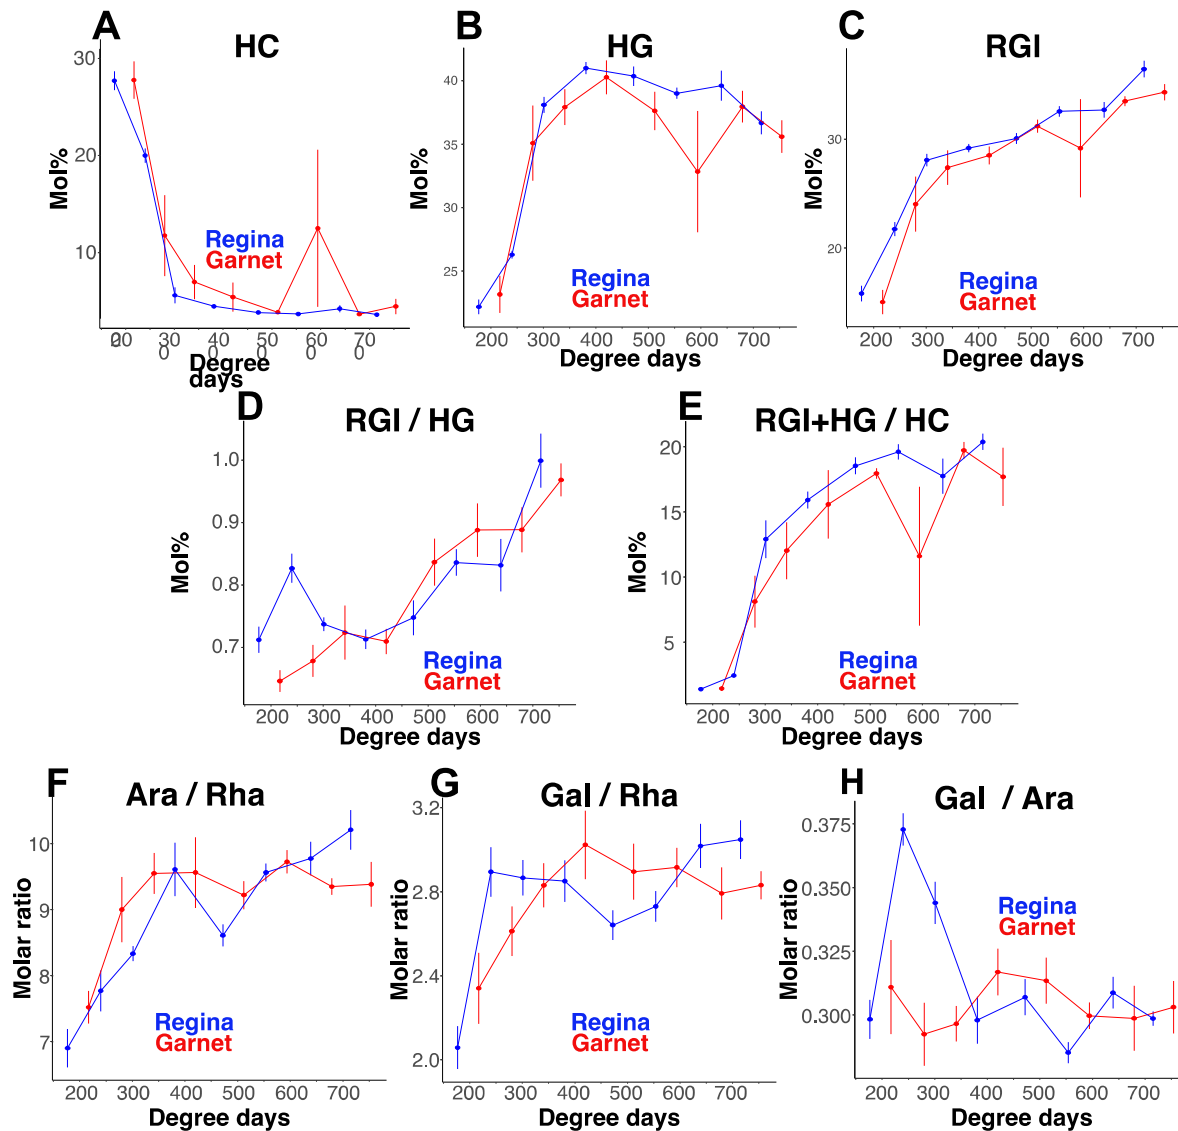 A
HC
30
20
10
Mol%
Regina
Garnet
20
0
30
0
40
0
50
0
60
0
70
0
Degree
days
B
HG
40
35
30
25
Mol%
Regina
Garnet
200 300 400 500 600 700
Degree days
C
RGI
30
20
Mol%
Regina
Garnet
200 300 400 500 600 700
Degree days
D
RGI / HG
1.0
0.9
0.8
0.7
Mol%
Regina
Garnet
200 300 400 500 600 700
Degree days
E
RGI+HG / HC
20
15
10
5
Mol%
Regina
Garnet
200 300 400 500 600 700
Degree days
F
Ara / Rha
10
9
8
7
Molar ratio
Regina
Garnet
200 300 400 500 600 700
Degree days
G
Gal / Rha
3.2
2.8
2.4
2.0
Molar ratio
Regina
Garnet
200 300 400 500 600 700
Degree days
H
Gal / Ara
0.375
0.350
0.325
0.300
Molar ratio
Regina
Garnet
200 300 400 500 600 700
Degree days